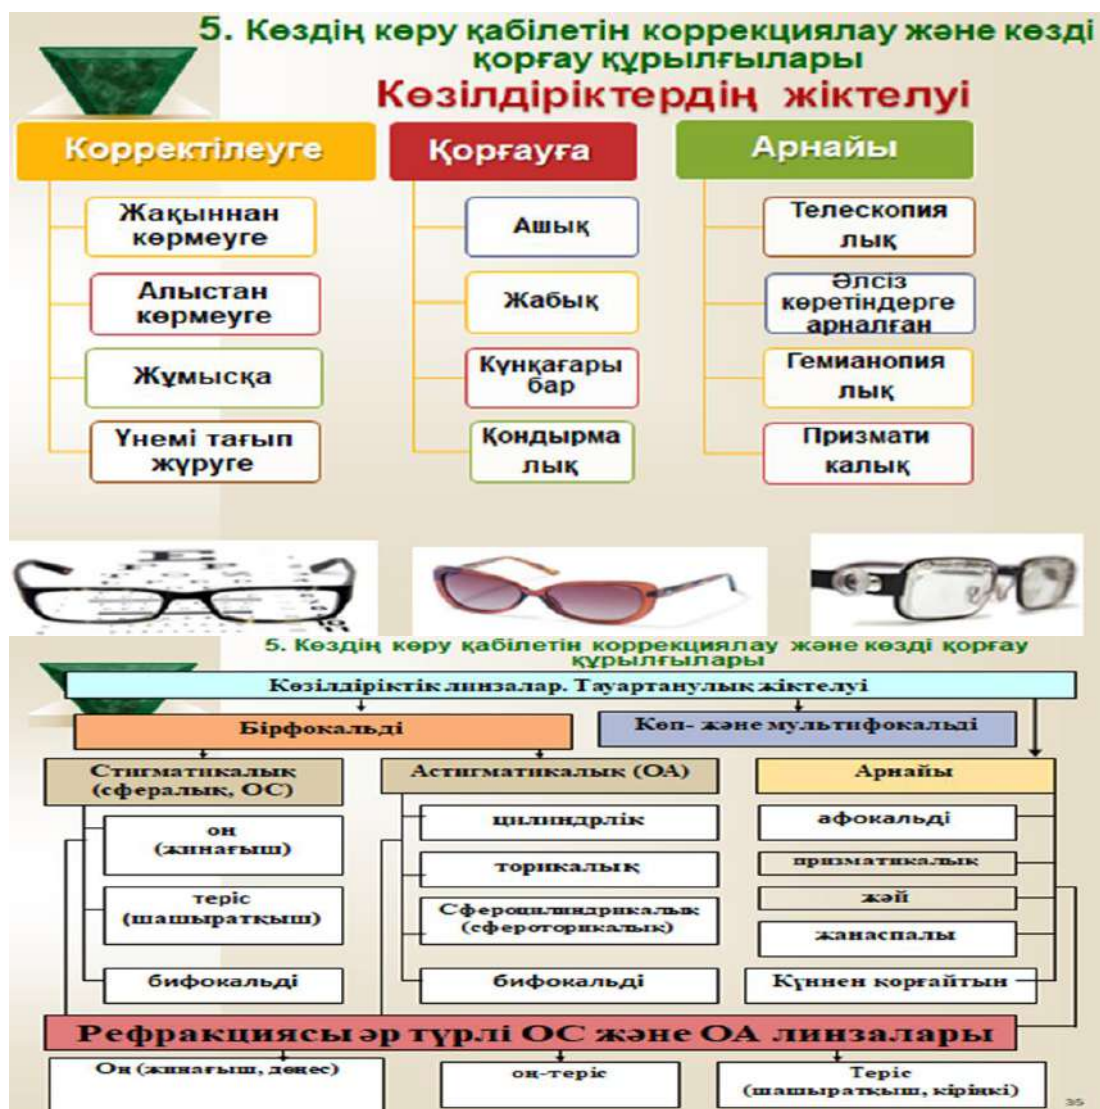 5. Көздің көру қабілетін коррекциялау және көзді
қорғау құрылғылары
Көзілдіріктердің жіктелуі
Корректілеуге
Жақыннан
көрмеуге
Алыстан
көрмеуге
Жұмысқа
Үнемі тағып
жүруге
Қорғауға
Ашық
Жабық
Күнқағары
бар
Қондырма
лық
Арнайы
Телескопия
лық
Әлсіз
көретіндерге
арналған
Гемианопия
лық
Призмати
калық
5. Көздің көру қабілетін коррекциялау және көзді қорғау
құрылғылары
Көзілдіріктік линзалар. Тауартанулық жіктелуі
Бірфокальді
Көп- және мультифокальді
Стигматикалық
(сфералық, ОС)
оң
(жинағыш)
теріс
(шашыратқыш)
бифокальді
Астигматикалық (ОА)
цилиндрлік
торикалық
Сфероцилиндрикалық
(сфероторикалық)
бифокальді
Арнайы
афокальді
призматикалық
жәй
жанаспалы
Күннен қорғайтын
Рефракциясы әр түрлі ОС және ОА линзалары
Оң (жинағыш, дөңес)
оң-теріс
Теріс
(шашыратқыш, кіріңкі)
35